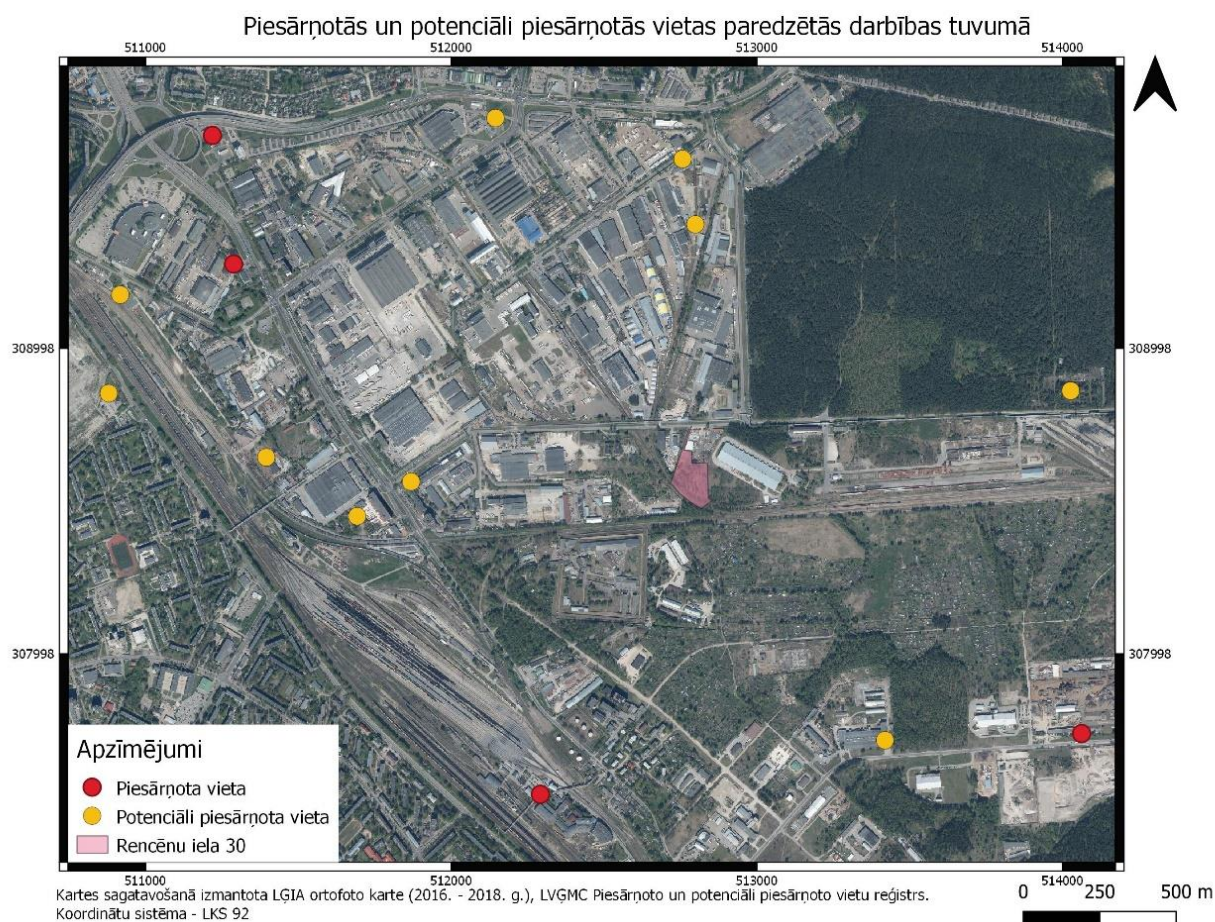 Piesārņotās un potenciāli piesārņotās vietas paredzētās darbības tuvumā
511000 512000 513000 514000
308998 308998
307998 307998
Apzīmējumi
Piesārņota vieta
Potenciāli piesārņota vieta
Rencēnu iela 30
511000 512000 513000 514000
Kartes sagatavošanā izmantota LĢIA ortofoto karte (2016. - 2018. g.), LVĢMC Piesārņoto un potenciāli piesārņoto vietu reģistrs.
Koordinātu sistēma - LKS 92
0 250 500 m